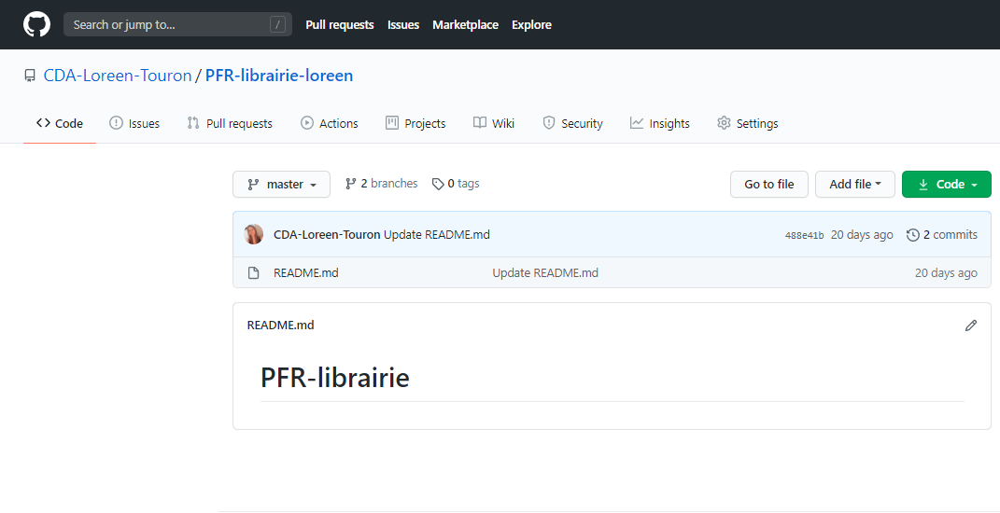 Search or jump to... / Pull requests Issues Marketplace Explore
CDA-Loreen-Touron / PFR-librairie-loreen
Code Issues Pull requests Actions Projects Wiki Security Insights Settings
master 2 branches 0 tags Go to file Add file Code
CDA-Loreen-Touron Update README.md 488e41b 20 days ago 2 commits
README.md Update README.md 20 days ago
README.md
PFR-librairie